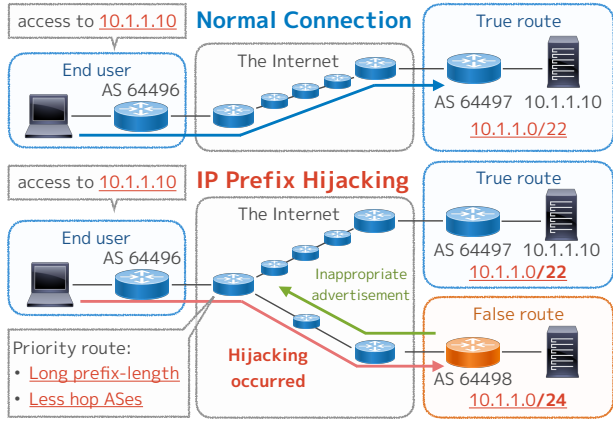 Normal Connection
access to 10.1.1.10
End user
AS 64496
The Internet
True route
AS 64497 10.1.1.10
10.1.1.0/22
IP Prefix Hijacking
access to 10.1.1.10
End user
AS 64496
The Internet
Inappropriate
advertisement
Hijacking
occurred
True route
AS 64497 10.1.1.10
10.1.1.0/22
False route
AS 64498
10.1.1.0/24
Priority route:
• Long prefix-length
• Less hop ASes